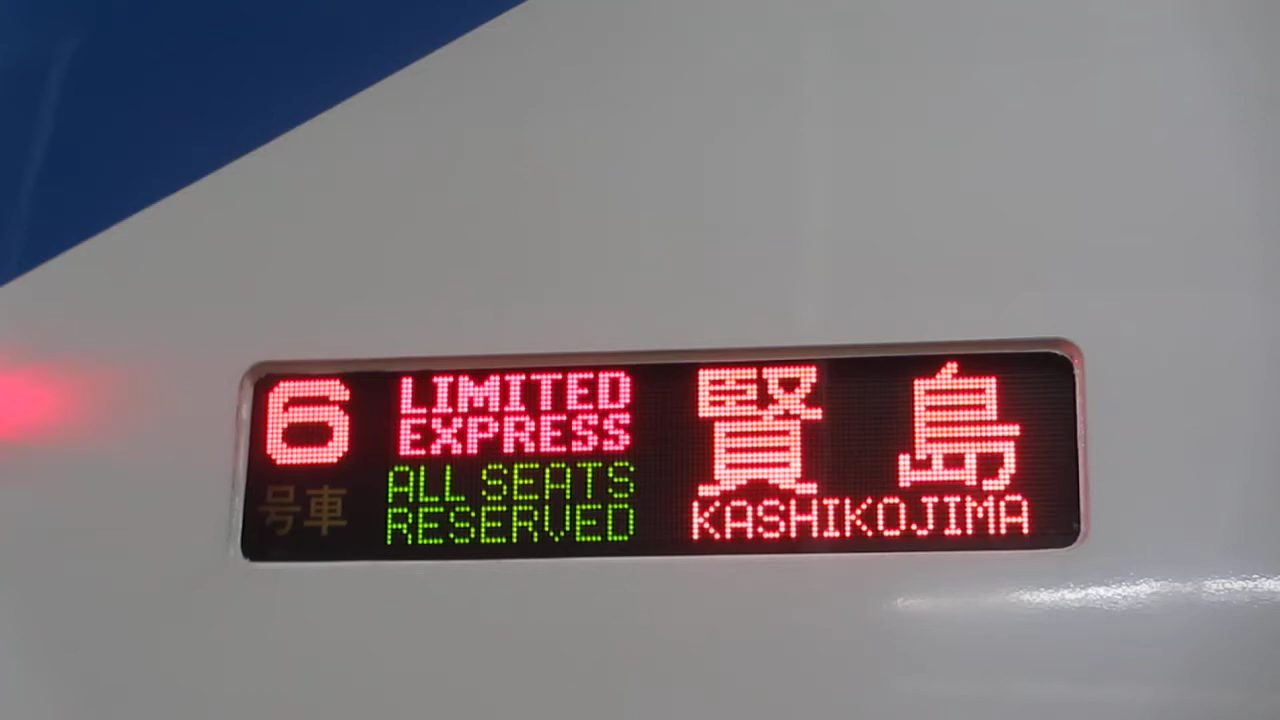 6
号車
LIMITED
EXPRESS
ALL SEATS
RESERVED
賢島
KASHIKOJIMA